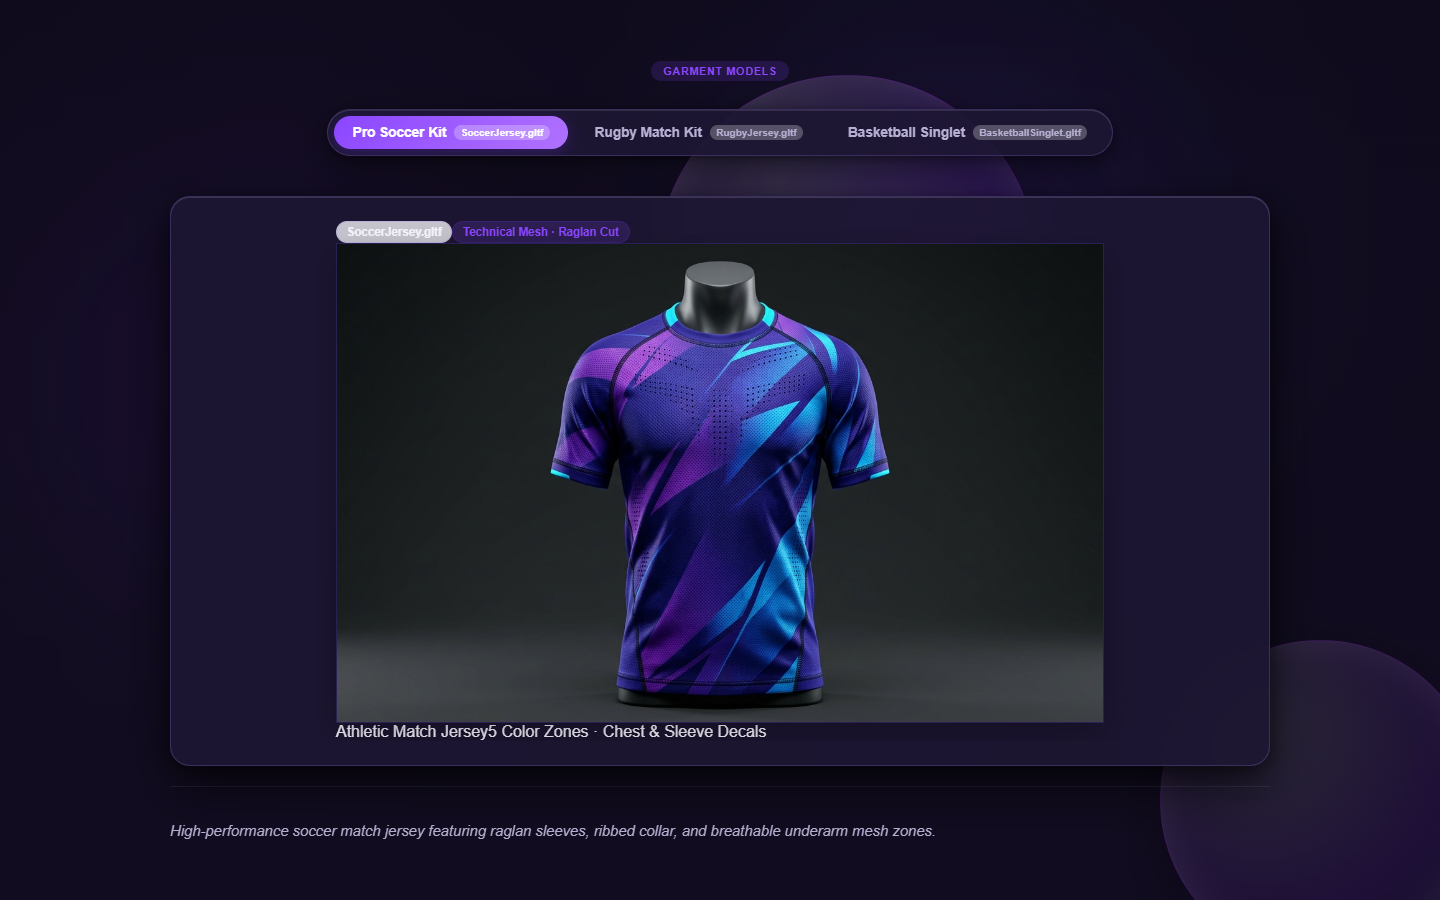 GARMENT MODELS
Pro Soccer Kit SoccerJersey.gltf Rugby Match Kit RugbyJersey.gltf Basketball Singlet BasketballSinglet.gltf
SoccerJersey.gltf Technical Mesh · Raglan Cut
Athletic Match Jersey5 Color Zones · Chest & Sleeve Decals
High-performance soccer match jersey featuring raglan sleeves, ribbed collar, and breathable underarm mesh zones.